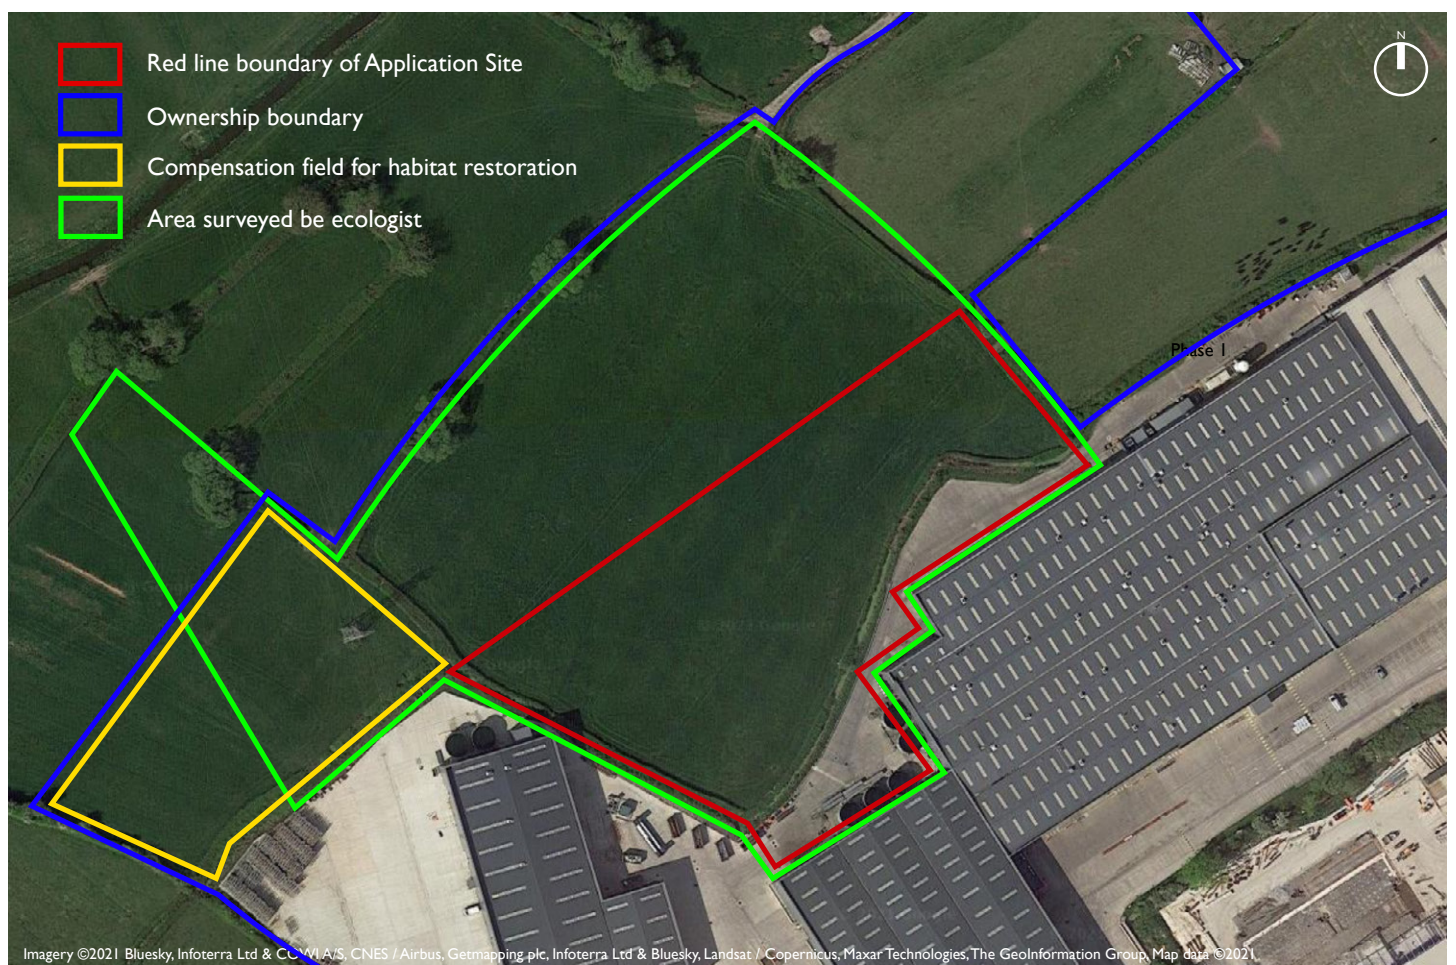 N
Red line boundary of Application Site
Ownership boundary
Compensation field for habitat restoration
Area surveyed be ecologist
Phase 1
Imagery ©2021 Bluesky, Infoterra Ltd & COWI A/S, CNES / Airbus, Getmapping plc, Infoterra Ltd & Bluesky, Landsat / Copernicus, Maxar Technologies, The GeoInformation Group, Map data ©2021